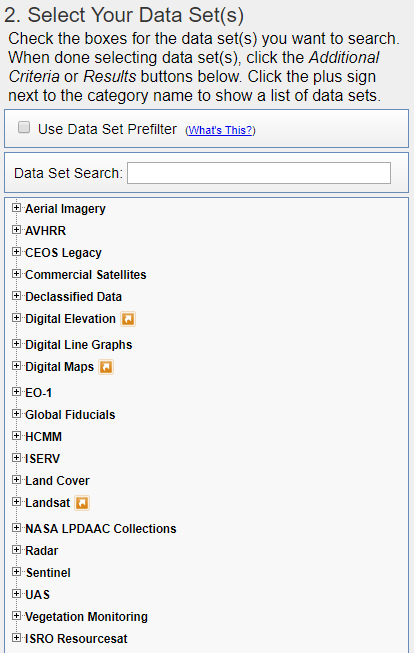 2. Select Your Data Set(s)
Check the boxes for the data set(s) you want to search.
When done selecting data set(s), click the Additional
Criteria or Results buttons below. Click the plus sign
next to the category name to show a list of data sets.
Use Data Set Prefilter (What's This?)
Data Set Search:
Aerial Imagery
AVHRR
CEOS Legacy
Commercial Satellites
Declassified Data
Digital Elevation
Digital Line Graphs
Digital Maps
EO-1
Global Fiducials
HCMM
ISERV
Land Cover
Landsat
NASA LPDAAC Collections
Radar
Sentinel
UAS
Vegetation Monitoring
ISRO Resourcesat